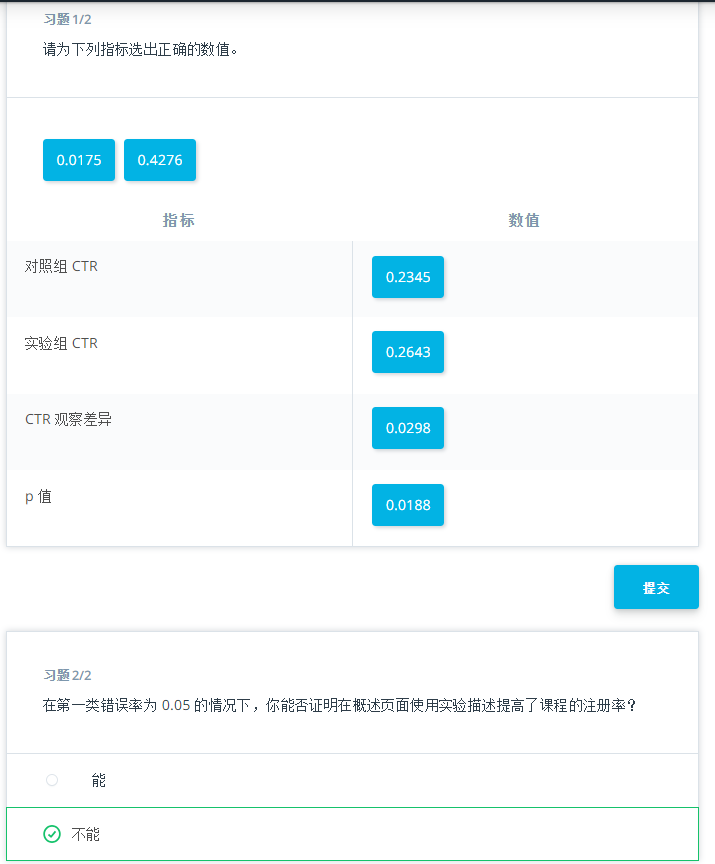 习题 1/2
请为下列指标选出正确的数值。
0.0175 0.4276
指标 数值
对照组 CTR 0.2345
实验组 CTR 0.2643
CTR 观察差异 0.0298
p 值 0.0188
提交
习题 2/2
在第一类错误率为 0.05 的情况下，你能否证明在概述页面使用实验描述提高了课程的注册率？
能
不能